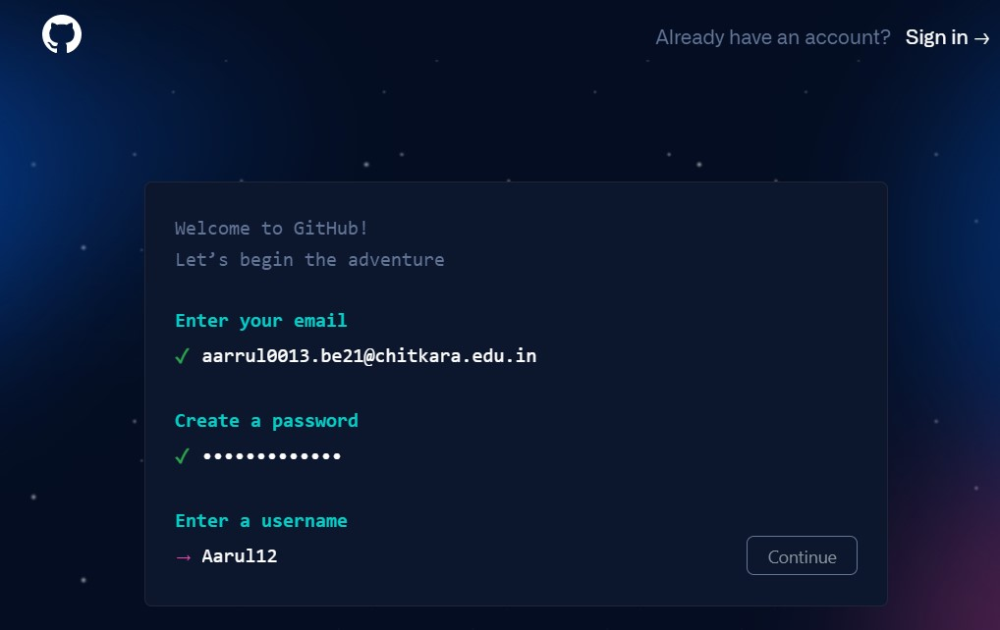 Already have an account? Sign in →
Welcome to GitHub!
Let’s begin the adventure
Enter your email
✓ aarrul0013.be21@chitkara.edu.in
Create a password
✓ •••••••••••••
Enter a username
→ Aarul12
Continue